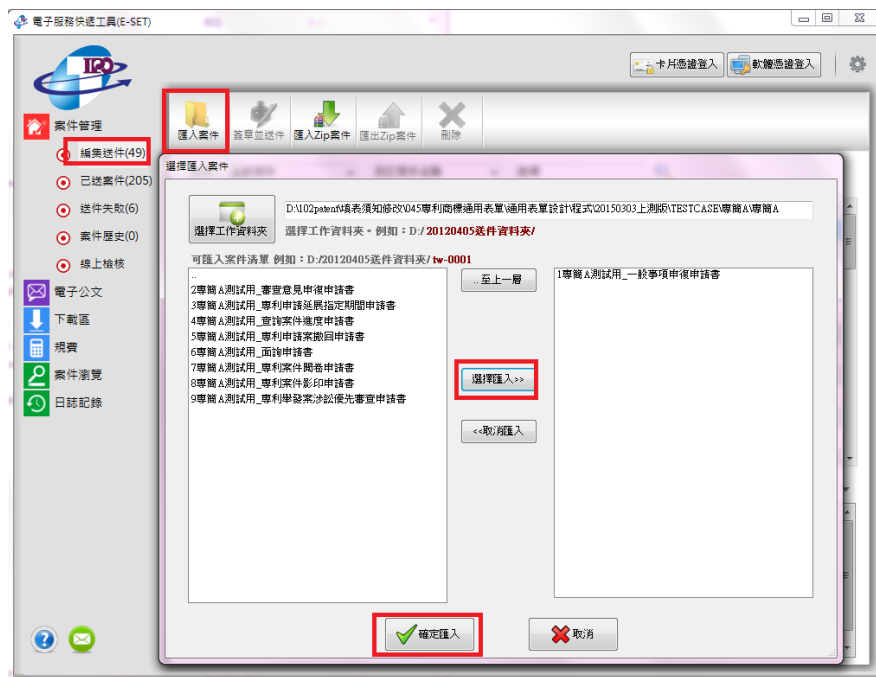 電子服務快遞工具(E-SET)
IPO
卡片憑證登入
軟體憑證登入
案件管理
編集送件(49)
已送案件(205)
送件失敗(6)
案件歷史(0)
線上檢核
電子公文
下載區
規費
案件瀏覽
日誌記錄
匯入案件
簽章並送件
匯入Zip案件
匯出Zip案件
刪除
選擇匯入案件
選擇工作資料夾
D:\102patent\填表須知修改\045專利商標通用表單\通用表單設計\程式\20150303上測版\TESTCASE\專簡A\專簡A
選擇工作資料夾。例如：D:/20120405送件資料夾/
可匯入案件清單 例如：D:/20120405送件資料夾/tw-0001
..
2專簡A測試用_審查意見申復申請書
3專簡A測試用_專利申請延展指定期間申請書
4專簡A測試用_查詢案件進度申請書
5專簡A測試用_專利申請案撤回申請書
6專簡A測試用_面詢申請書
7專簡A測試用_專利案件閱卷申請書
8專簡A測試用_專利案件影印申請書
9專簡A測試用_專利舉發案涉訟優先審查申請書
..至上一層
選擇匯入>>
<<取消匯入
1專簡A測試用_一般事項申復申請書
確定匯入
取消